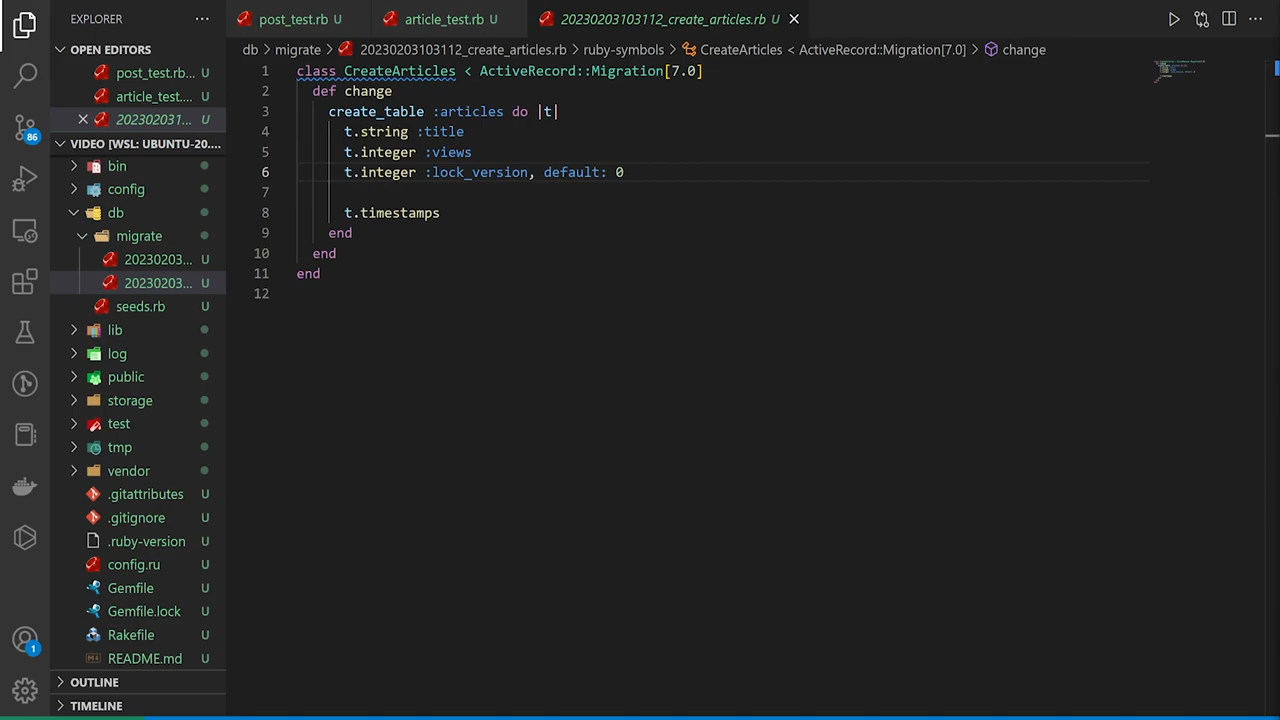 EXPLORER ...
OPEN EDITORS
post_test.rb... U
article_test.... U
202302031... U
VIDEO [WSL: UBUNTU-20....
bin
config
db
migrate
20230203... U
20230203... U
seeds.rb U
lib
log
public
storage
test
tmp
vendor
.gitattributes U
.gitignore U
.ruby-version U
config.ru U
Gemfile U
Gemfile.lock U
Rakefile U
README.md U
OUTLINE
TIMELINE
86
1
post_test.rb U
article_test.rb U
20230203103112_create_articles.rb U
db > migrate > 20230203103112_create_articles.rb > ruby-symbols > CreateArticles < ActiveRecord::Migration[7.0] > change
1 class CreateArticles < ActiveRecord::Migration[7.0]
2 def change
3 create_table :articles do |t|
4 t.string :title
5 t.integer :views
6 t.integer :lock_version, default: 0
7
8 t.timestamps
9 end
10 end
11 end
12